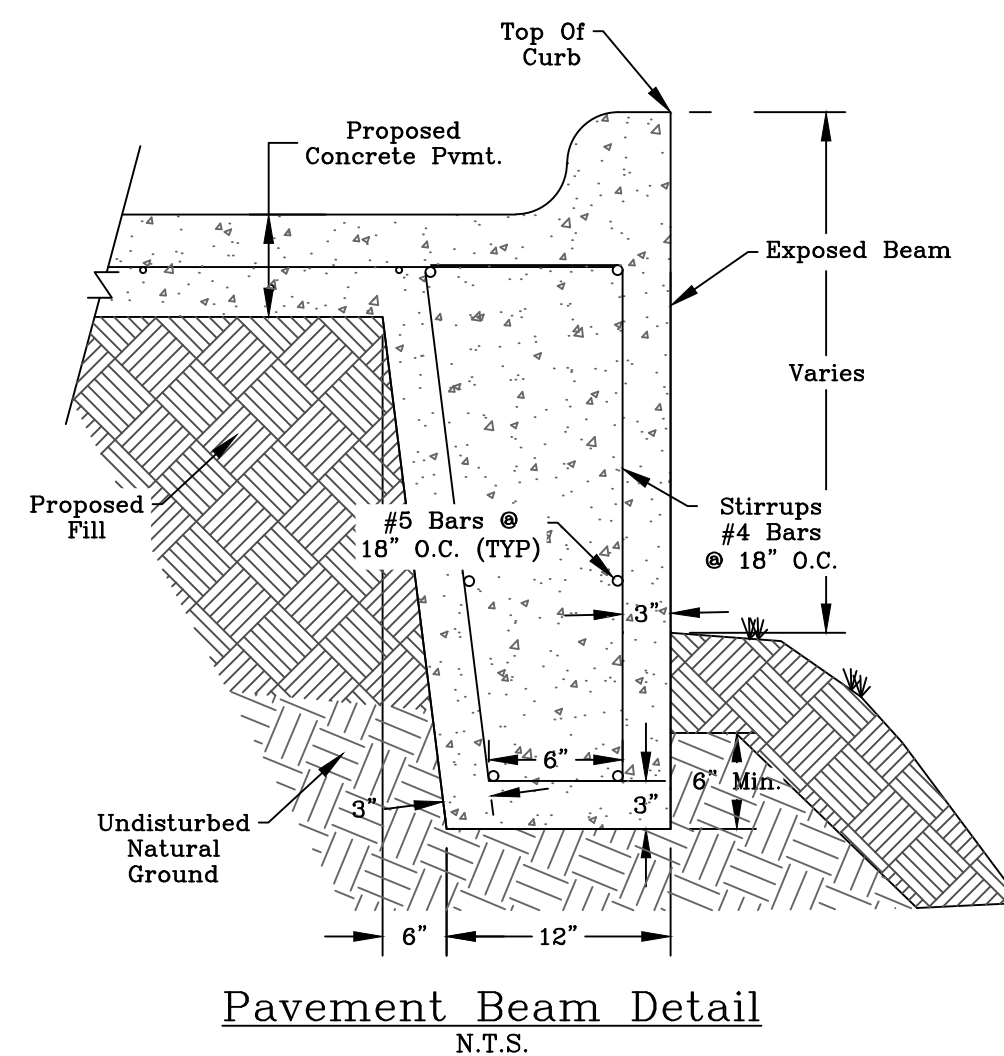 Top Of
Curb
Proposed
Concrete Pvmt.
Exposed Beam
Varies
Proposed
Fill
#5 Bars @
18" O.C. (TYP)
Stirrups
#4 Bars
@ 18" O.C.
3"
6"
6" Min.
3"
3"
Undisturbed
Natural
Ground
6"
12"
Pavement Beam Detail
N.T.S.